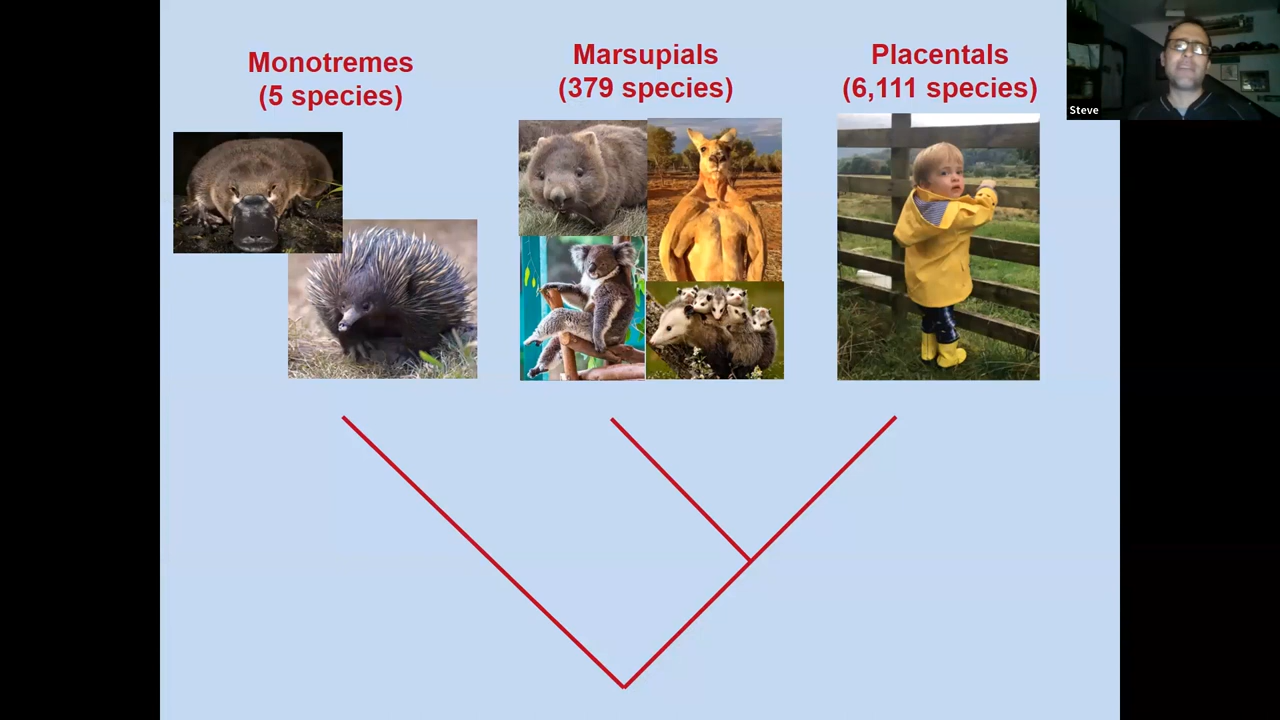 Monotremes
(5 species)
Marsupials
(379 species)
Placentals
(6,111 species)
Steve